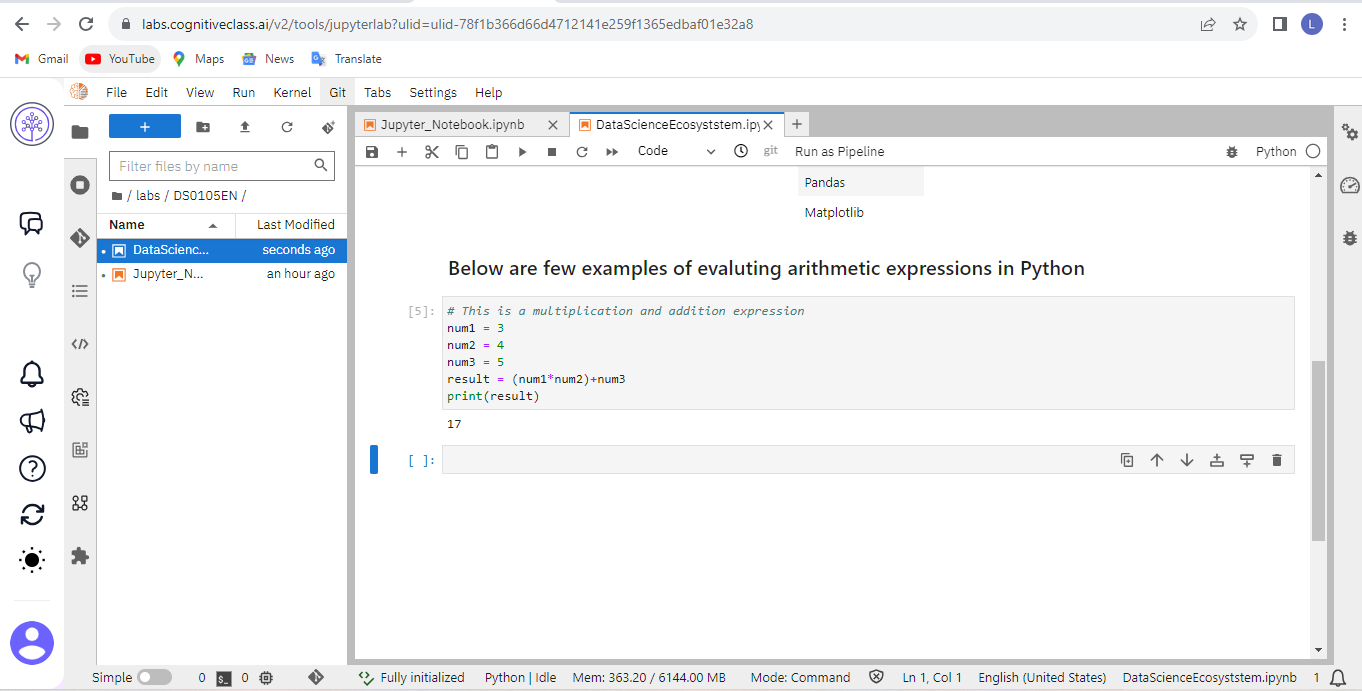 labs.cognitiveclass.ai/v2/tools/jupyterlab?ulid=ulid-78f1b366d66d4712141e259f1365edbaf01e32a8
L
Gmail YouTube Maps News Translate
File Edit View Run Kernel Git Tabs Settings Help
Jupyter_Notebook.ipynb DataScienceEcosyststem.ipy
Code git Run as Pipeline Python
Filter files by name
/ labs / DS0105EN /
Name Last Modified
DataScienc... seconds ago
Jupyter_N... an hour ago
Pandas
Matplotlib
Below are few examples of evaluting arithmetic expressions in Python
[5]: # This is a multiplication and addition expression
num1 = 3
num2 = 4
num3 = 5
result = (num1*num2)+num3
print(result)
17
[ ]:
Simple 0 $_ 0 Fully initialized Python | Idle Mem: 363.20 / 6144.00 MB Mode: Command Ln 1, Col 1 English (United States) DataScienceEcosyststem.ipynb 1